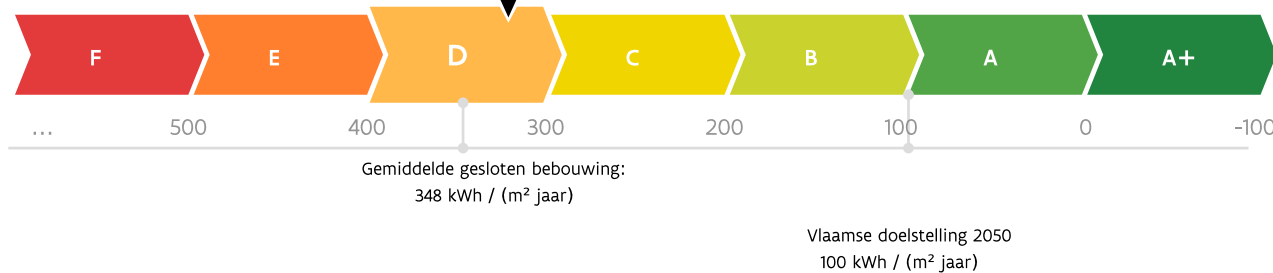 F E D C B A A+
... 500 400 300 200 100 0 -100
Gemiddelde gesloten bebouwing:
348 kWh / (m² jaar)
Vlaamse doelstelling 2050
100 kWh / (m² jaar)